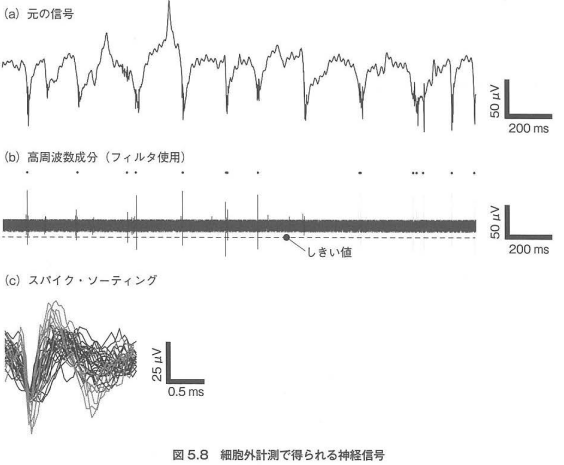 (a) 元の信号
50 μV
200 ms
(b) 高周波数成分（フィルタ使用）
50 μV
200 ms
しきい値
(c) スパイク・ソーティング
25 μV
0.5 ms
図 5.8 細胞外計測で得られる神経信号